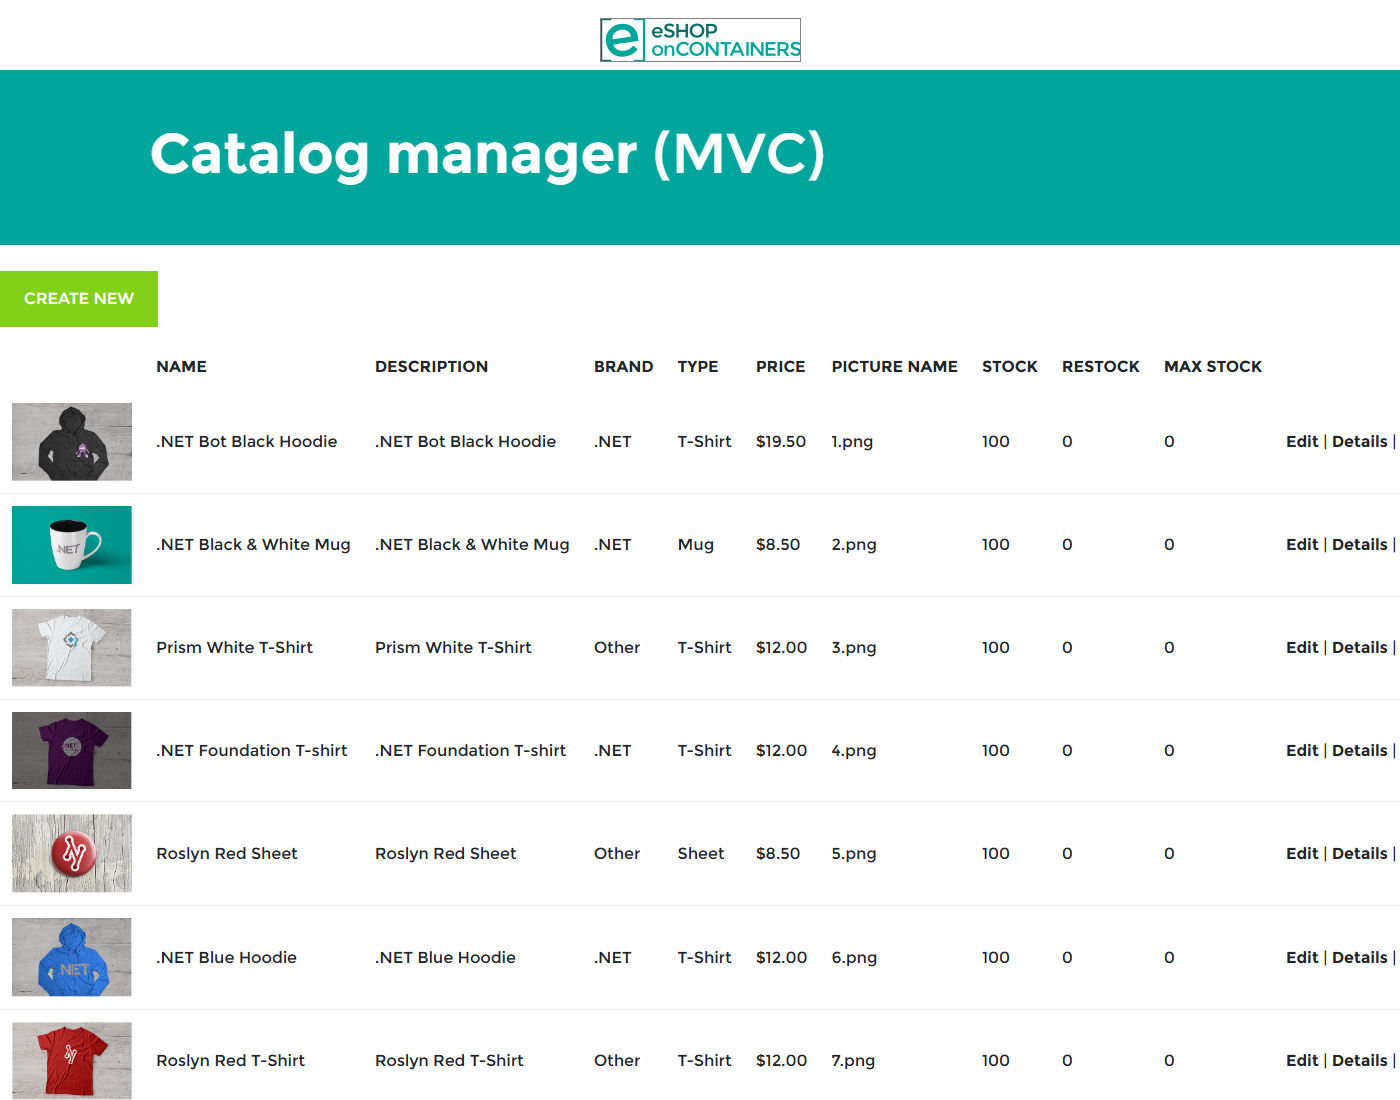 eSHOP
onCONTAINERS
Catalog manager (MVC)
CREATE NEW
NAME DESCRIPTION BRAND TYPE PRICE PICTURE NAME STOCK RESTOCK MAX STOCK
.NET Bot Black Hoodie .NET Bot Black Hoodie .NET T-Shirt $19.50 1.png 100 0 0 Edit | Details |
.NET
.NET Black & White Mug .NET Black & White Mug .NET Mug $8.50 2.png 100 0 0 Edit | Details |
Prism White T-Shirt Prism White T-Shirt Other T-Shirt $12.00 3.png 100 0 0 Edit | Details |
.NET
.NET Foundation T-shirt .NET Foundation T-shirt .NET T-Shirt $12.00 4.png 100 0 0 Edit | Details |
Roslyn Red Sheet Roslyn Red Sheet Other Sheet $8.50 5.png 100 0 0 Edit | Details |
.NET
.NET Blue Hoodie .NET Blue Hoodie .NET T-Shirt $12.00 6.png 100 0 0 Edit | Details |
Roslyn Red T-Shirt Roslyn Red T-Shirt Other T-Shirt $12.00 7.png 100 0 0 Edit | Details |